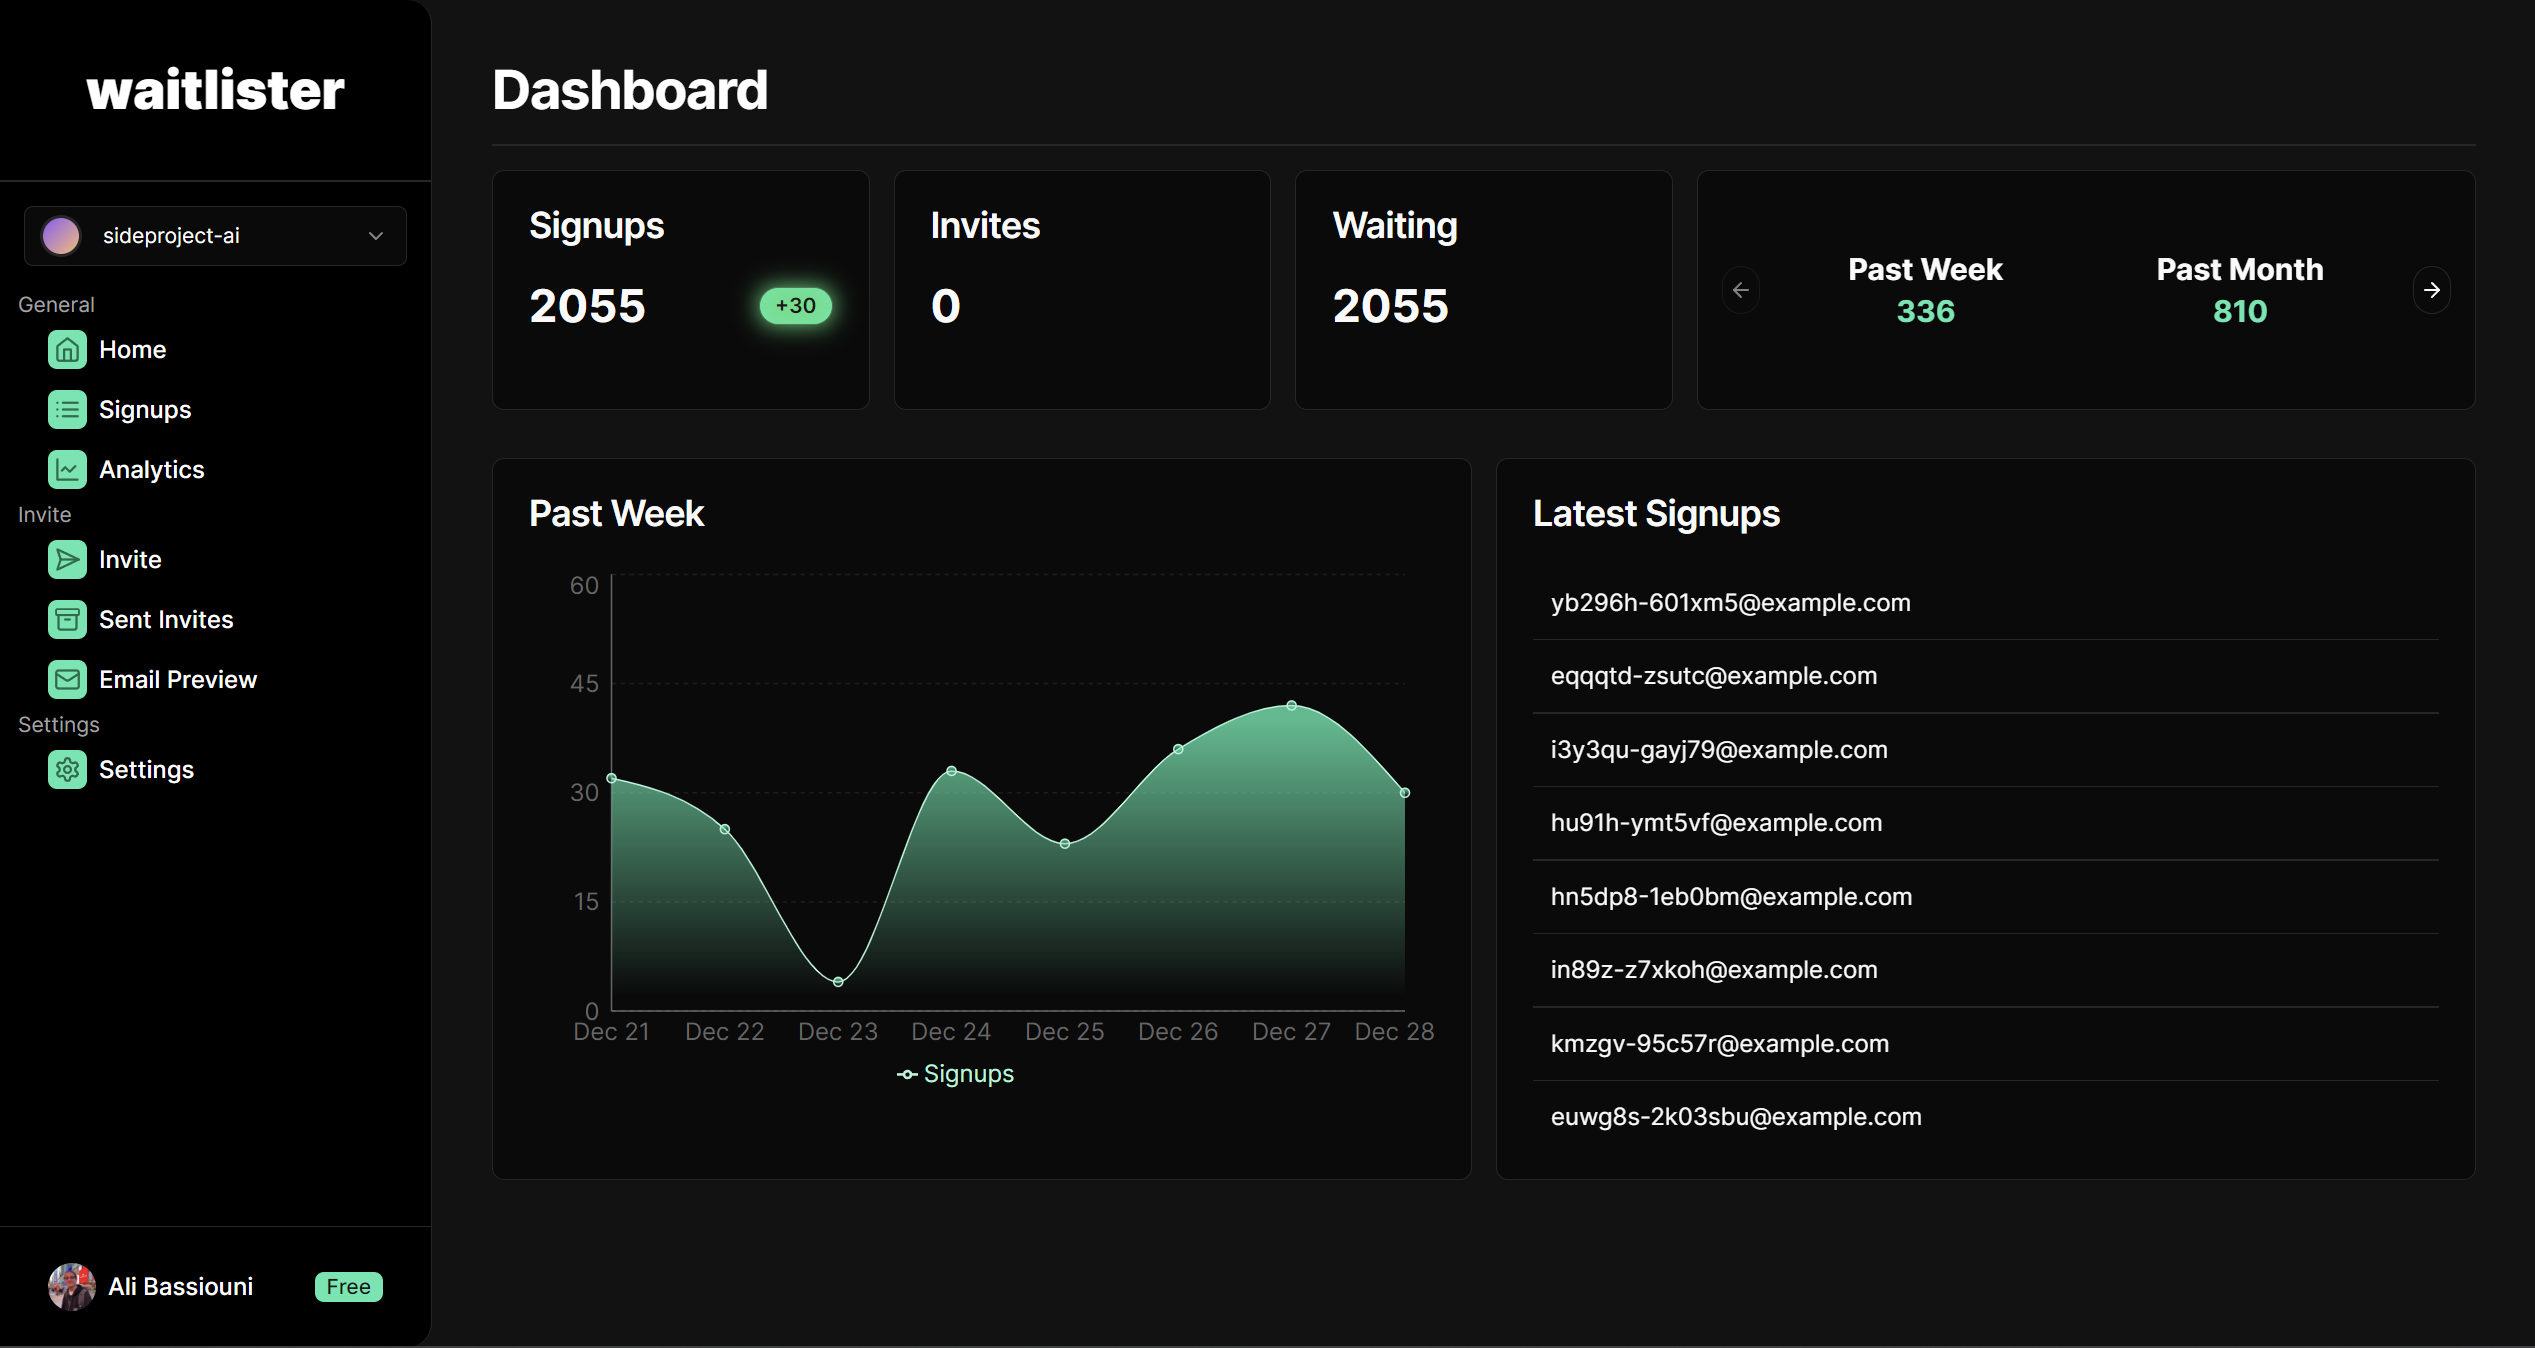 waitlister
sideproject-ai
General
Home
Signups
Analytics
Invite
Invite
Sent Invites
Email Preview
Settings
Settings
Ali Bassiouni
Free
Dashboard
Signups
2055
+30
Invites
0
Waiting
2055
Past Week
336
Past Month
810
Past Week
60
45
30
15
0
Dec 21 Dec 22 Dec 23 Dec 24 Dec 25 Dec 26 Dec 27 Dec 28
Signups
Latest Signups
yb296h-601xm5@example.com
eqqqtd-zsutc@example.com
i3y3qu-gayj79@example.com
hu91h-ymt5vf@example.com
hn5dp8-1eb0bm@example.com
in89z-z7xkoh@example.com
kmzgv-95c57r@example.com
euwg8s-2k03sbu@example.com